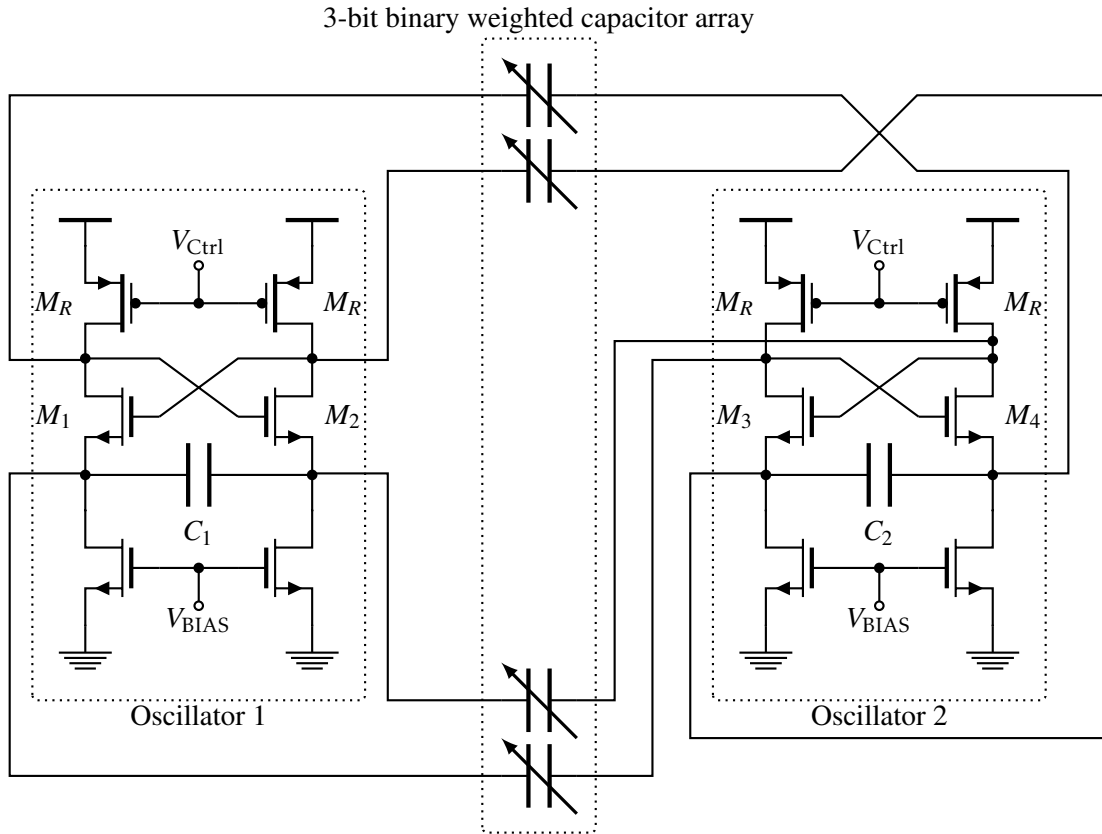 3-bit binary weighted capacitor array
V_Ctrl
V_Ctrl
M_R
M_R
M_R
M_R
M_1
M_2
M_3
M_4
C_1
C_2
V_BIAS
V_BIAS
Oscillator 1
Oscillator 2